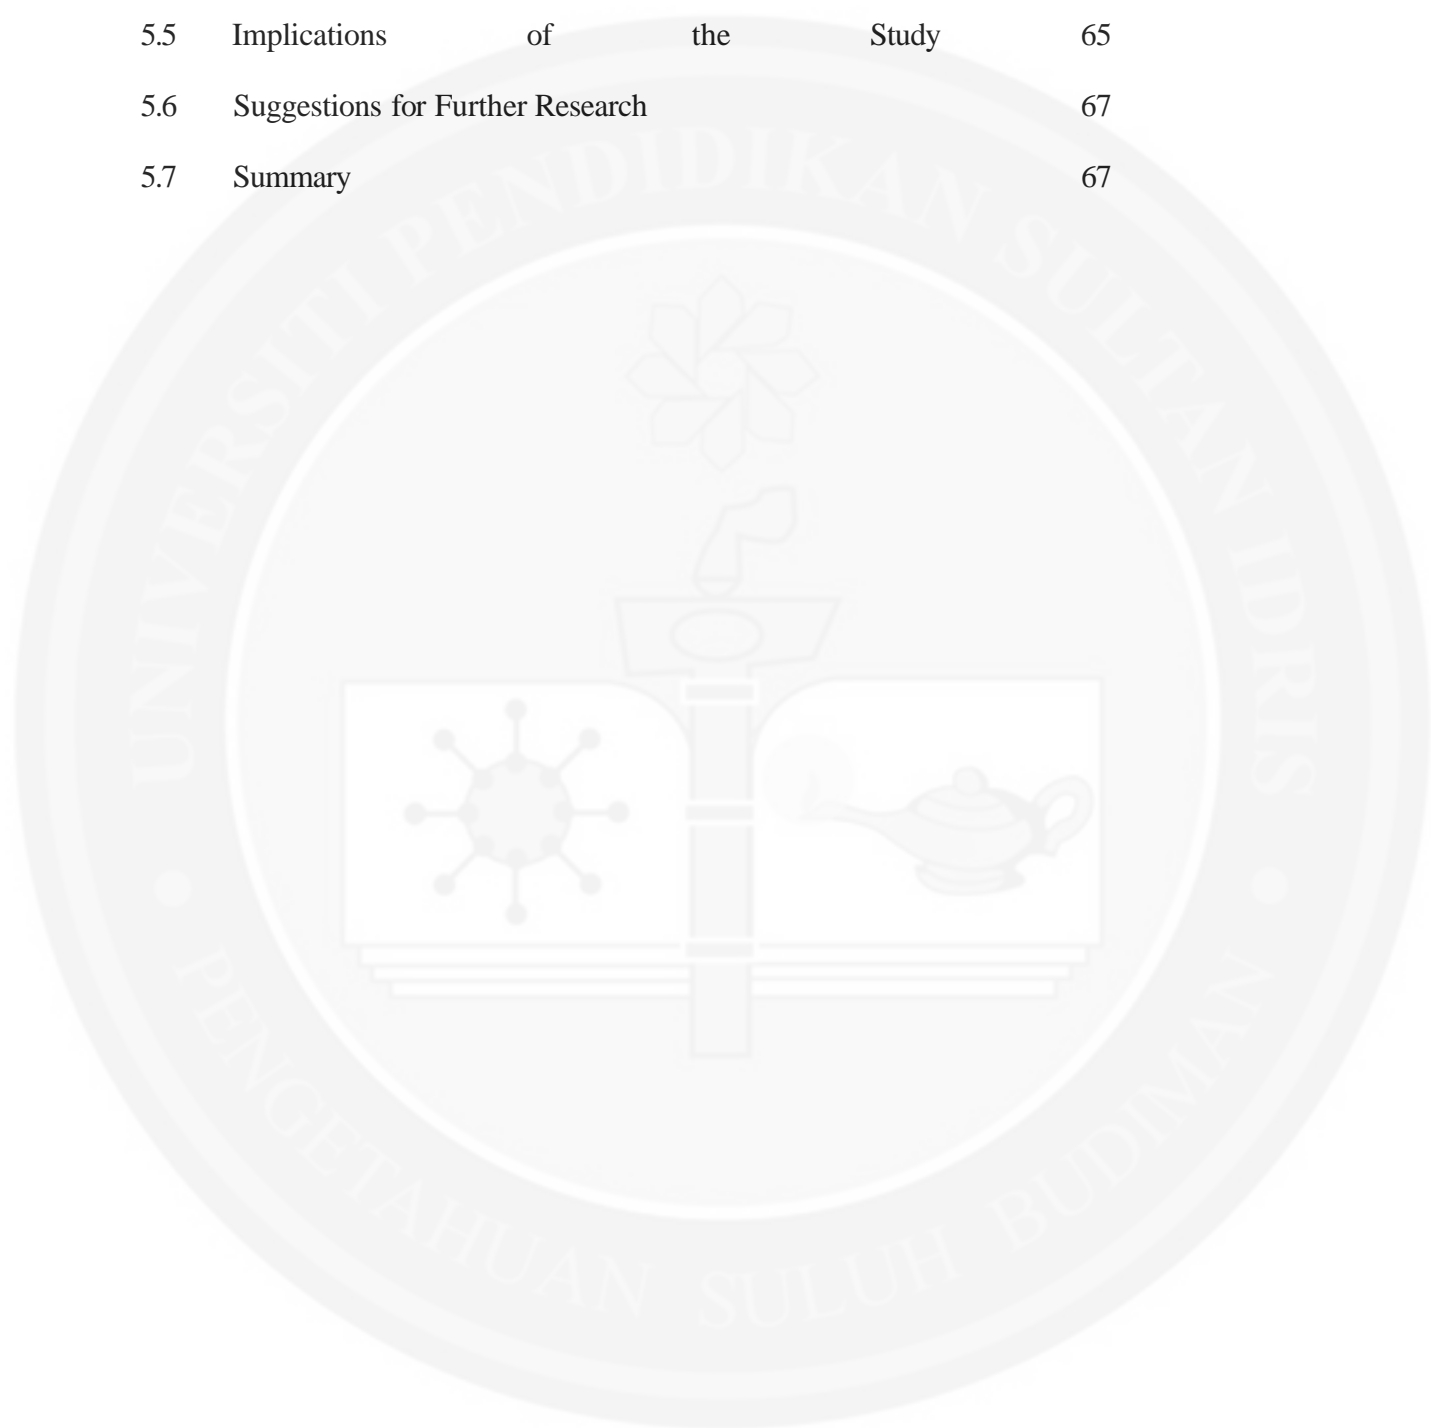 5.5 Implications of the Study 65
5.6 Suggestions for Further Research 67
5.7 Summary 67
UNIVERSITI PENDIDIKAN SULTAN IDRIS
PENGETAHUAN SULUH BUDIMAN